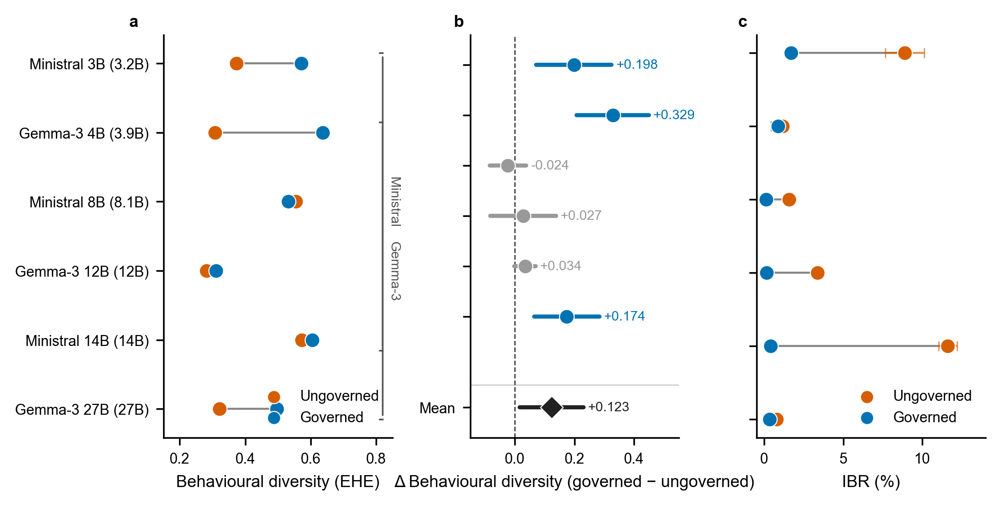 a
b
c
Ministral 3B (3.2B)
Gemma-3 4B (3.9B)
Ministral 8B (8.1B)
Gemma-3 12B (12B)
Ministral 14B (14B)
Gemma-3 27B (27B)
Ministral
Gemma-3
Ungoverned
Governed
0.2
0.4
0.6
0.8
Behavioural diversity (EHE)
+0.198
+0.329
-0.024
+0.027
+0.034
+0.174
Mean
+0.123
0.0
0.2
0.4
Δ Behavioural diversity (governed − ungoverned)
Ungoverned
Governed
0
5
10
IBR (%)